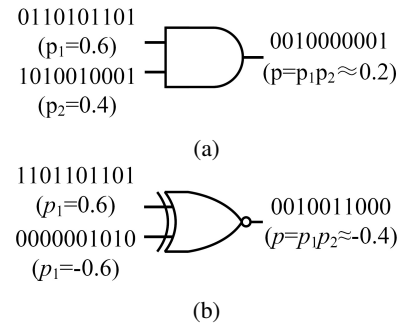 0110101101
(p₁=0.6)
1010010001
(p₂=0.4)
0010000001
(p=p₁p₂≈0.2)
(a)
1101101101
(p₁=0.6)
0000001010
(p₁=-0.6)
0010011000
(p=p₁p₂≈-0.4)
(b)